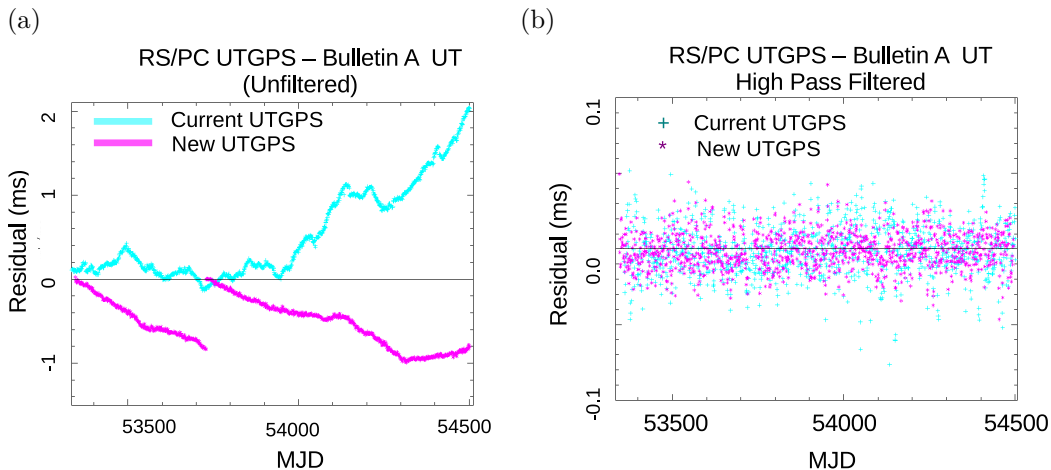 (a)
RS/PC UTGPS – Bulletin A UT
(Unfiltered)
Current UTGPS
New UTGPS
Residual (ms)
2
1
0
-1
53500
54000
54500
MJD
(b)
RS/PC UTGPS – Bulletin A UT
High Pass Filtered
+ Current UTGPS
* New UTGPS
Residual (ms)
0.1
0.0
-0.1
53500
54000
54500
MJD